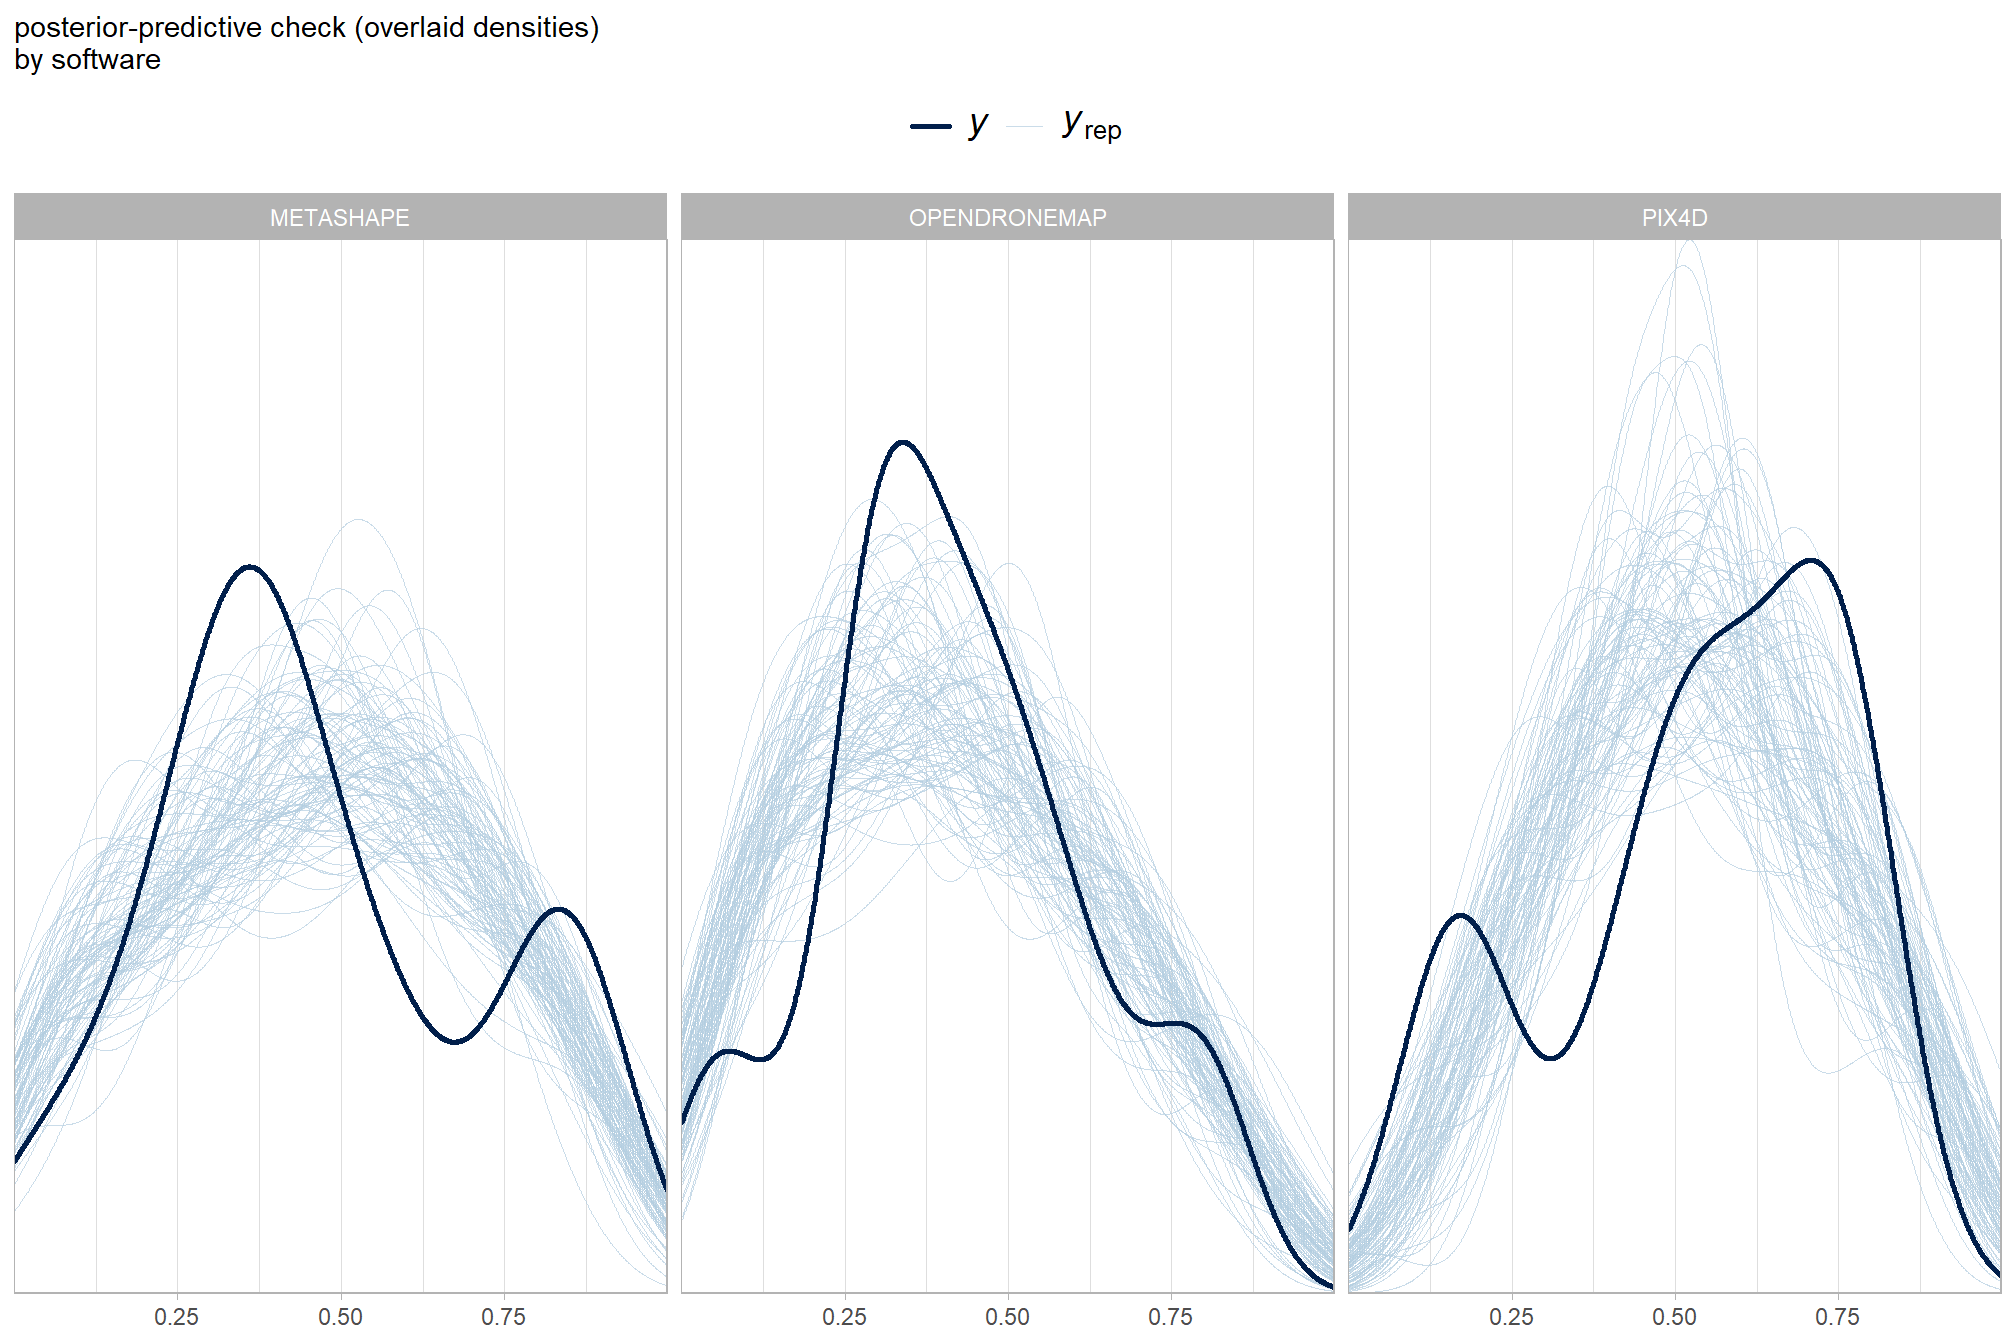 posterior-predictive check (overlaid densities)
by software
y y rep
METASHAPE OPENDRONEMAP PIX4D
0.25 0.50 0.75 0.25 0.50 0.75 0.25 0.50 0.75